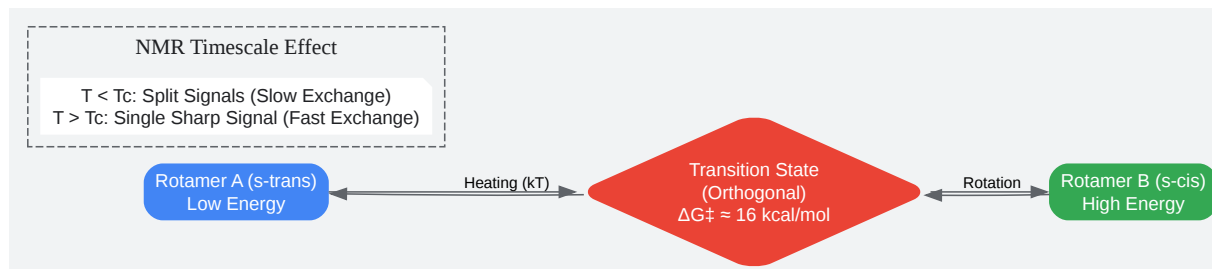 NMR Timescale Effect
T < Tc: Split Signals (Slow Exchange)
T > Tc: Single Sharp Signal (Fast Exchange)
Rotamer A (s-trans)
Low Energy
Heating (kT)
Transition State
(Orthogonal)
ΔG‡ ≈ 16 kcal/mol
Rotation
Rotamer B (s-cis)
High Energy